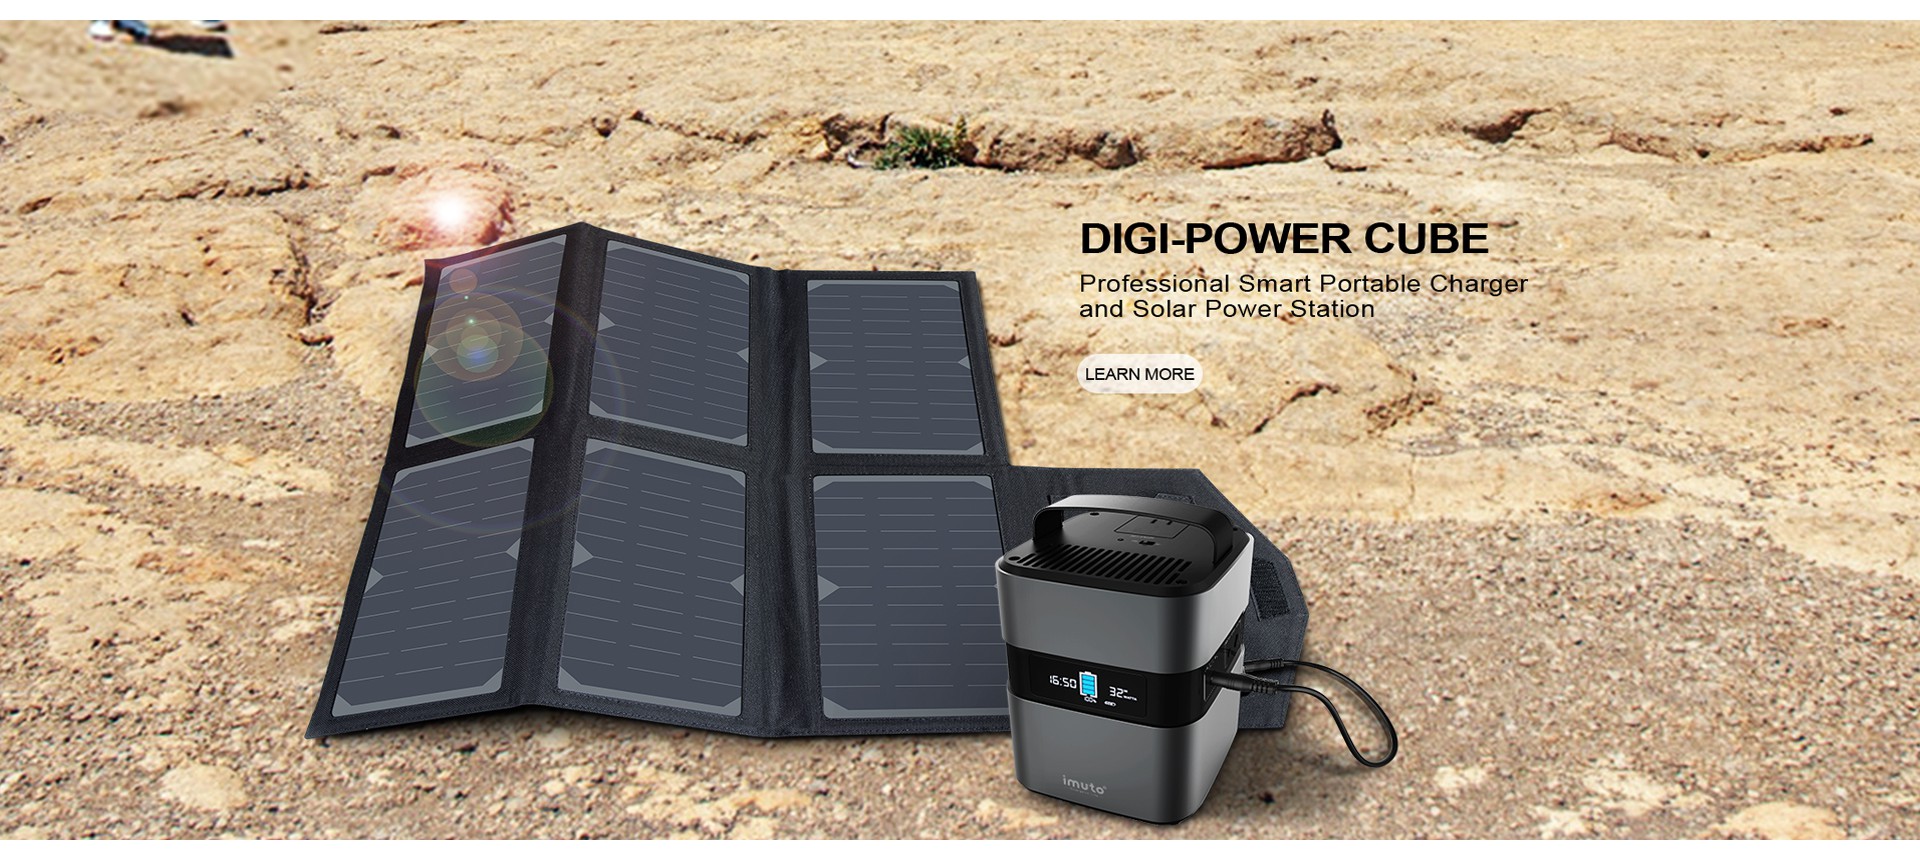 DIGI-POWER CUBE
Professional Smart Portable Charger
and Solar Power Station
LEARN MORE
16:50
32
imuto